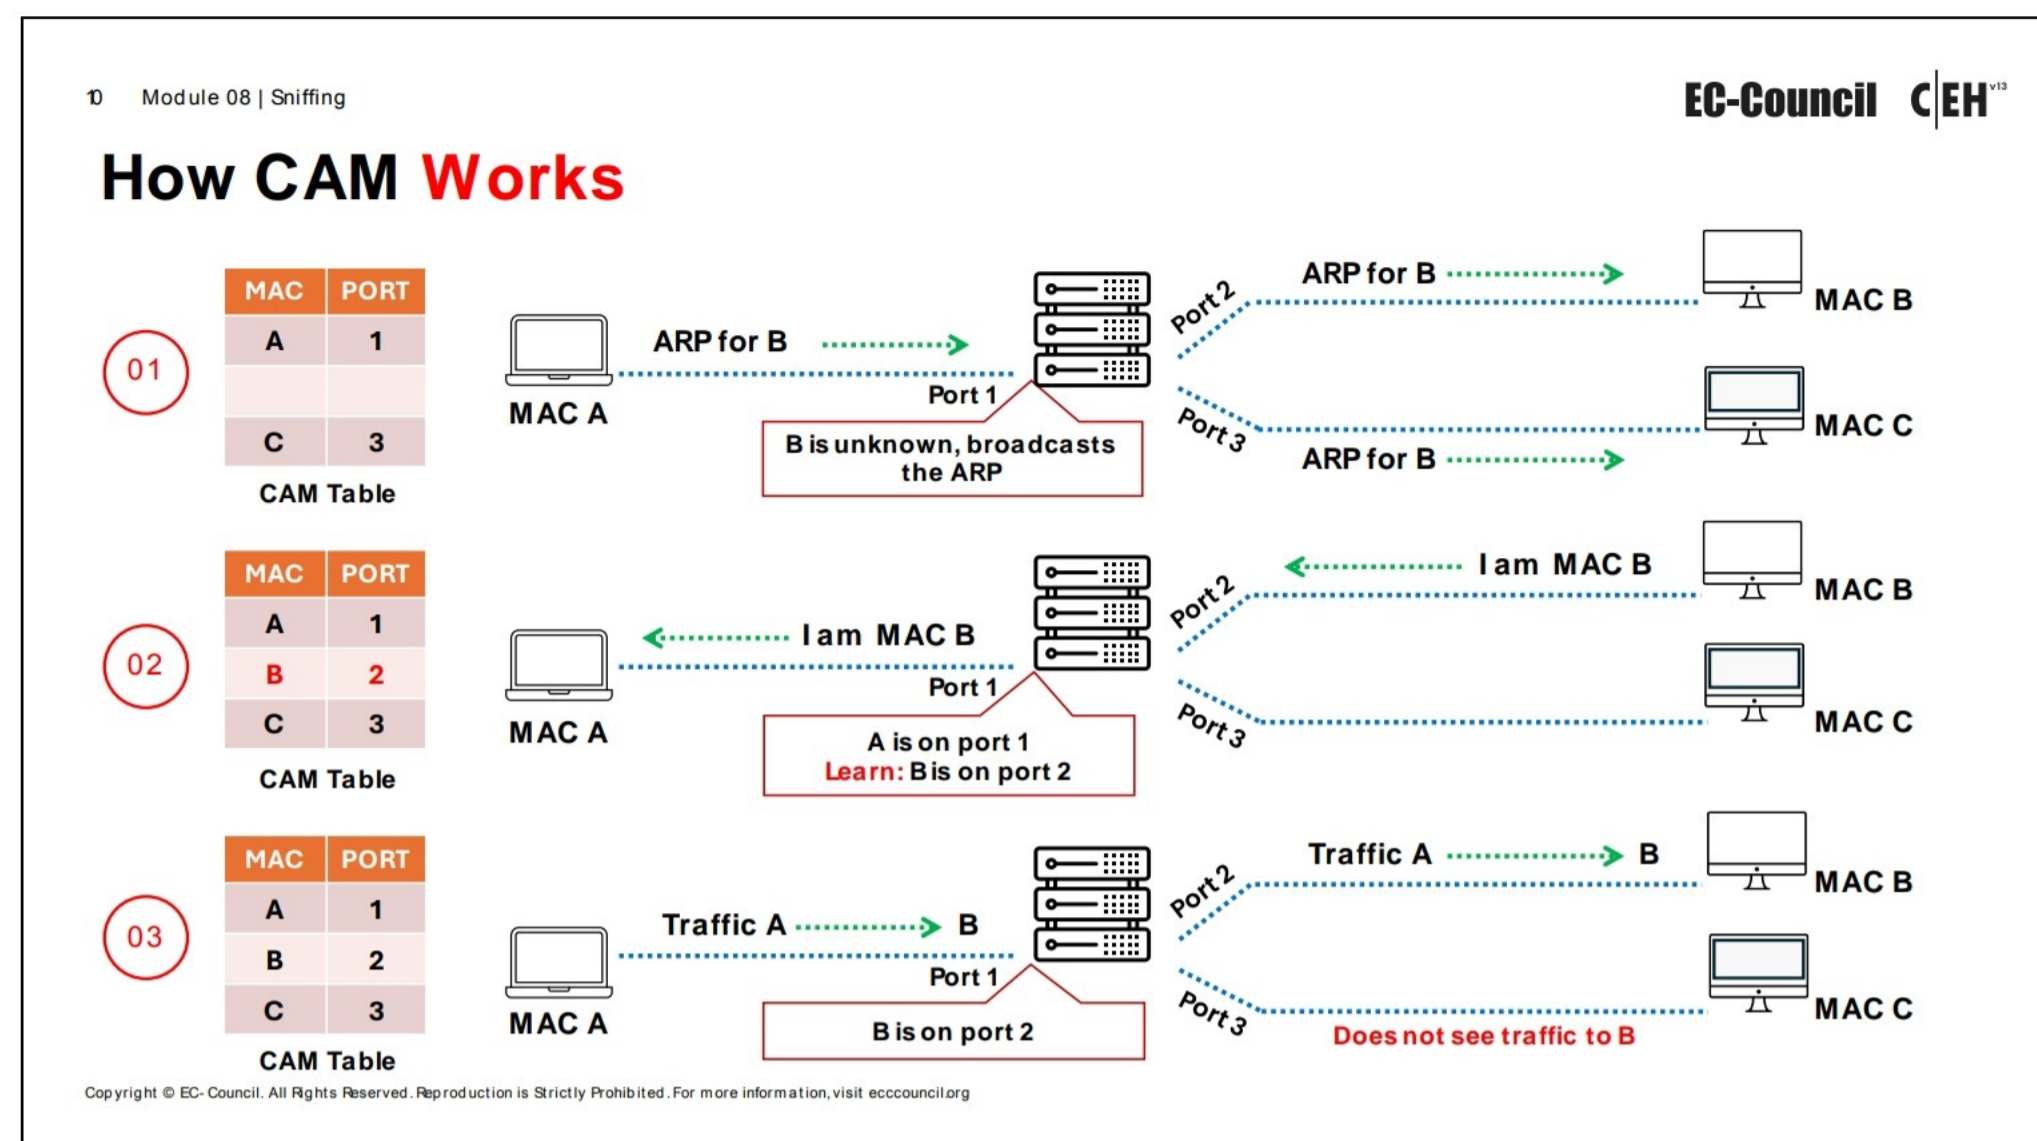 10 Module 08 | Sniffing
EC-Council C|EH v13
How CAM Works
01
MAC PORT
A 1
C 3
CAM Table
MAC A
ARP for B
Port 1
B is unknown, broadcasts
the ARP
Port 2
ARP for B
MAC B
Port 3
ARP for B
MAC C
02
MAC PORT
A 1
B 2
C 3
CAM Table
MAC A
I am MAC B
Port 1
A is on port 1
Learn: B is on port 2
Port 2
I am MAC B
MAC B
Port 3
MAC C
03
MAC PORT
A 1
B 2
C 3
CAM Table
MAC A
Traffic A B
Port 1
B is on port 2
Port 2
Traffic A B
MAC B
Port 3
Does not see traffic to B
MAC C
Copyright © EC-Council. All Rights Reserved. Reproduction is Strictly Prohibited. For more information, visit ecccouncil.org